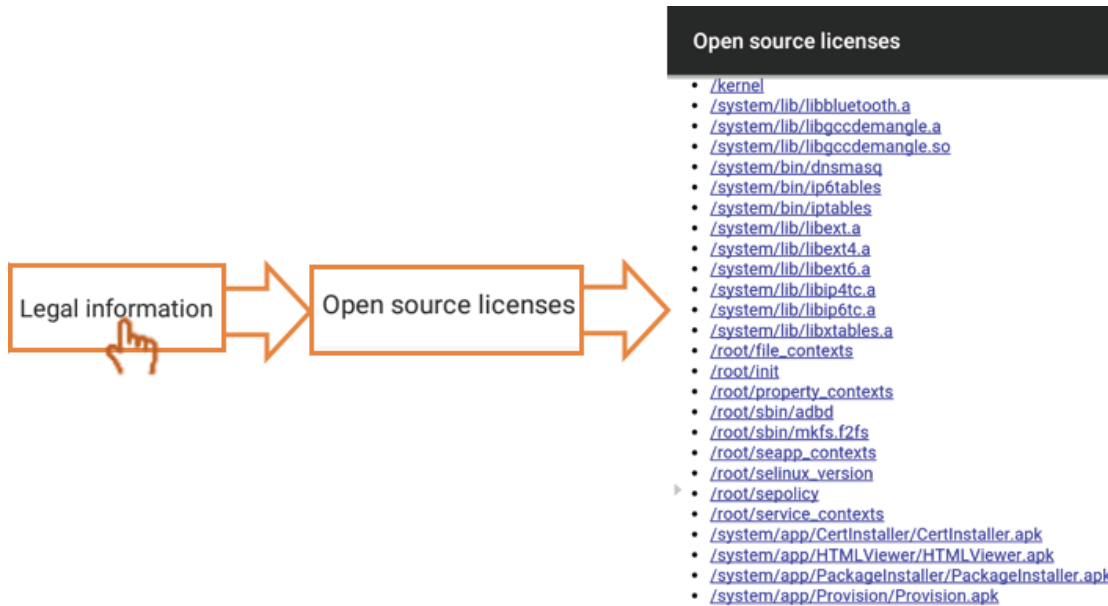 Legal information
Open source licenses
Open source licenses
/kernel
/system/lib/libbluetooth.a
/system/lib/libgccdemangle.a
/system/lib/libgccdemangle.so
/system/bin/dnsmasq
/system/bin/ip6tables
/system/bin/iptables
/system/lib/libext.a
/system/lib/libext4.a
/system/lib/libext6.a
/system/lib/libip4tc.a
/system/lib/libip6tc.a
/system/lib/libxtables.a
/root/file_contexts
/root/init
/root/property_contexts
/root/sbin/adbd
/root/sbin/mkfs.f2fs
/root/seapp_contexts
/root/selinux_version
/root/sepolicy
/root/service_contexts
/system/app/CertInstaller/CertInstaller.apk
/system/app/HTMLViewer/HTMLViewer.apk
/system/app/PackageInstaller/PackageInstaller.apk
/system/app/Provision/Provision.apk